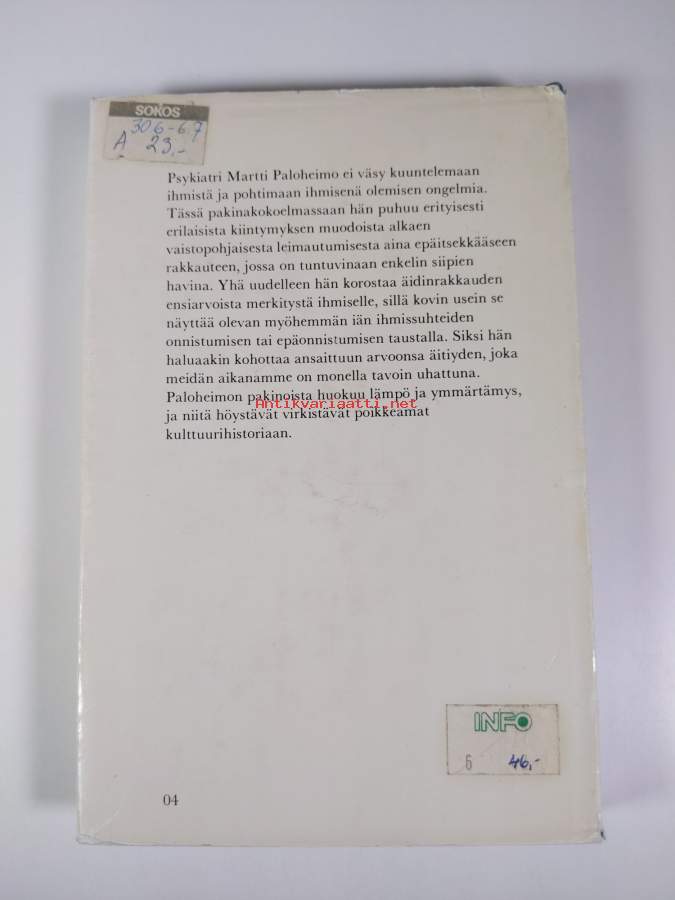 SOKOS
306-67
A 23,-
Psykiatri Martti Paloheimo ei väsy kuuntelemaan
ihmistä ja pohtimaan ihmisenä olemisen ongelmia.
Tässä pakinakokoelmassaan hän puhuu erityisesti
erilaisista kiintymyksen muodoista alkaen
vaistopohjaisesta leimautumisesta aina epäitsekkääseen
rakkauteen, jossa on tuntuvinaan enkelin siipien
havina. Yhä uudelleen hän korostaa äidinrakkauden
ensiarvoista merkitystä ihmiselle, sillä kovin usein se
näyttää olevan myöhemmän iän ihmissuhteiden
onnistumisen tai epäonnistumisen taustalla. Siksi hän
haluaakin kohottaa ansaittuun arvoonsa äitiyden, joka
meidän aikanamme on monella tavoin uhattuna.
Paloheimon pakinoista huokuu lämpö ja ymmärtämys,
Antikvariaatti.net
ja niitä höystävät virkistävät poikkeamat
kulttuurihistoriaan.
INFO
6 46,-
04